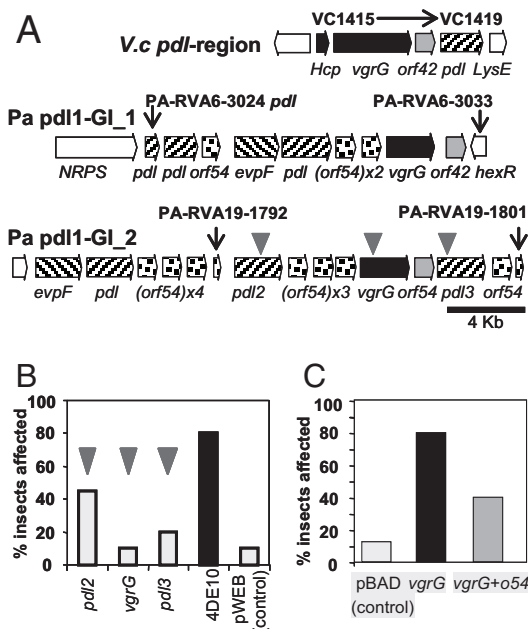 A
VC1415 VC1419
V.c pdl-region
Hcp vgrG orf42 pdl LysE
PA-RVA6-3024 pdl PA-RVA6-3033
Pa pdl1-GI_1
NRPS pdl pdl orf54 evpF pdl (orf54)x2 vgrG orf42 hexR
PA-RVA19-1792 PA-RVA19-1801
Pa pdl1-GI_2
evpF pdl (orf54)x4 pdl2 (orf54)x3 vgrG orf54 pdl3 orf54
4 Kb
B
% insects affected
100
80
60
40
20
0
pdl2 vgrG pdl3 4DE10 pWEB (control)
C
% insects affected
100
80
60
40
20
0
pBAD vgrG vgrG+o54
(control)